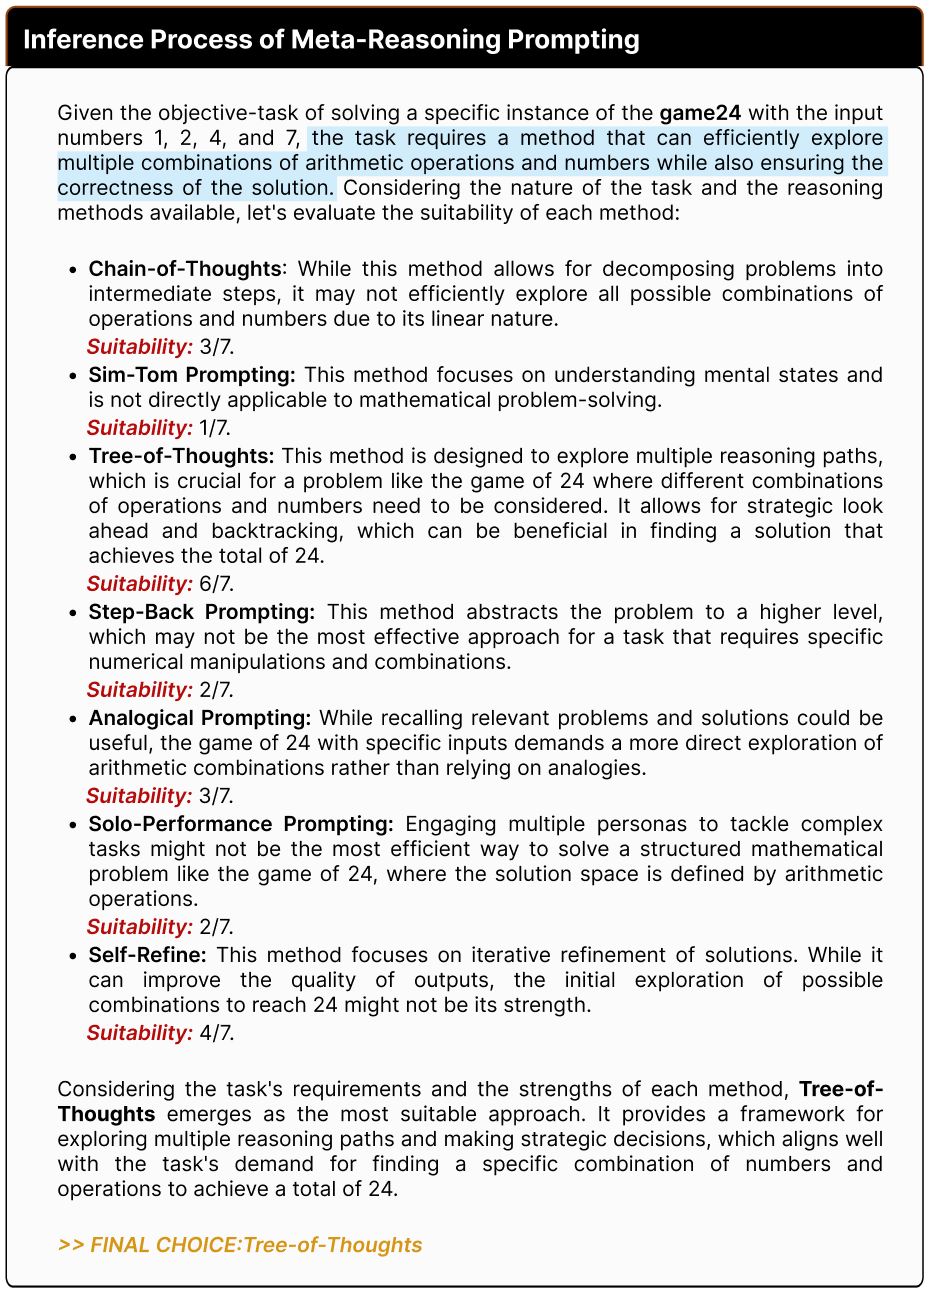 Inference Process of Meta-Reasoning Prompting
Given the objective-task of solving a specific instance of the game24 with the input
numbers 1, 2, 4, and 7, the task requires a method that can efficiently explore
multiple combinations of arithmetic operations and numbers while also ensuring the
correctness of the solution. Considering the nature of the task and the reasoning
methods available, let's evaluate the suitability of each method:
• Chain-of-Thoughts: While this method allows for decomposing problems into
intermediate steps, it may not efficiently explore all possible combinations of
operations and numbers due to its linear nature.
Suitability: 3/7.
• Sim-Tom Prompting: This method focuses on understanding mental states and
is not directly applicable to mathematical problem-solving.
Suitability: 1/7.
• Tree-of-Thoughts: This method is designed to explore multiple reasoning paths,
which is crucial for a problem like the game of 24 where different combinations
of operations and numbers need to be considered. It allows for strategic look
ahead and backtracking, which can be beneficial in finding a solution that
achieves the total of 24.
Suitability: 6/7.
• Step-Back Prompting: This method abstracts the problem to a higher level,
which may not be the most effective approach for a task that requires specific
numerical manipulations and combinations.
Suitability: 2/7.
• Analogical Prompting: While recalling relevant problems and solutions could be
useful, the game of 24 with specific inputs demands a more direct exploration of
arithmetic combinations rather than relying on analogies.
Suitability: 3/7.
• Solo-Performance Prompting: Engaging multiple personas to tackle complex
tasks might not be the most efficient way to solve a structured mathematical
problem like the game of 24, where the solution space is defined by arithmetic
operations.
Suitability: 2/7.
• Self-Refine: This method focuses on iterative refinement of solutions. While it
can improve the quality of outputs, the initial exploration of possible
combinations to reach 24 might not be its strength.
Suitability: 4/7.
Considering the task's requirements and the strengths of each method, Tree-of-
Thoughts emerges as the most suitable approach. It provides a framework for
exploring multiple reasoning paths and making strategic decisions, which aligns well
with the task's demand for finding a specific combination of numbers and
operations to achieve a total of 24.
>> FINAL CHOICE:Tree-of-Thoughts